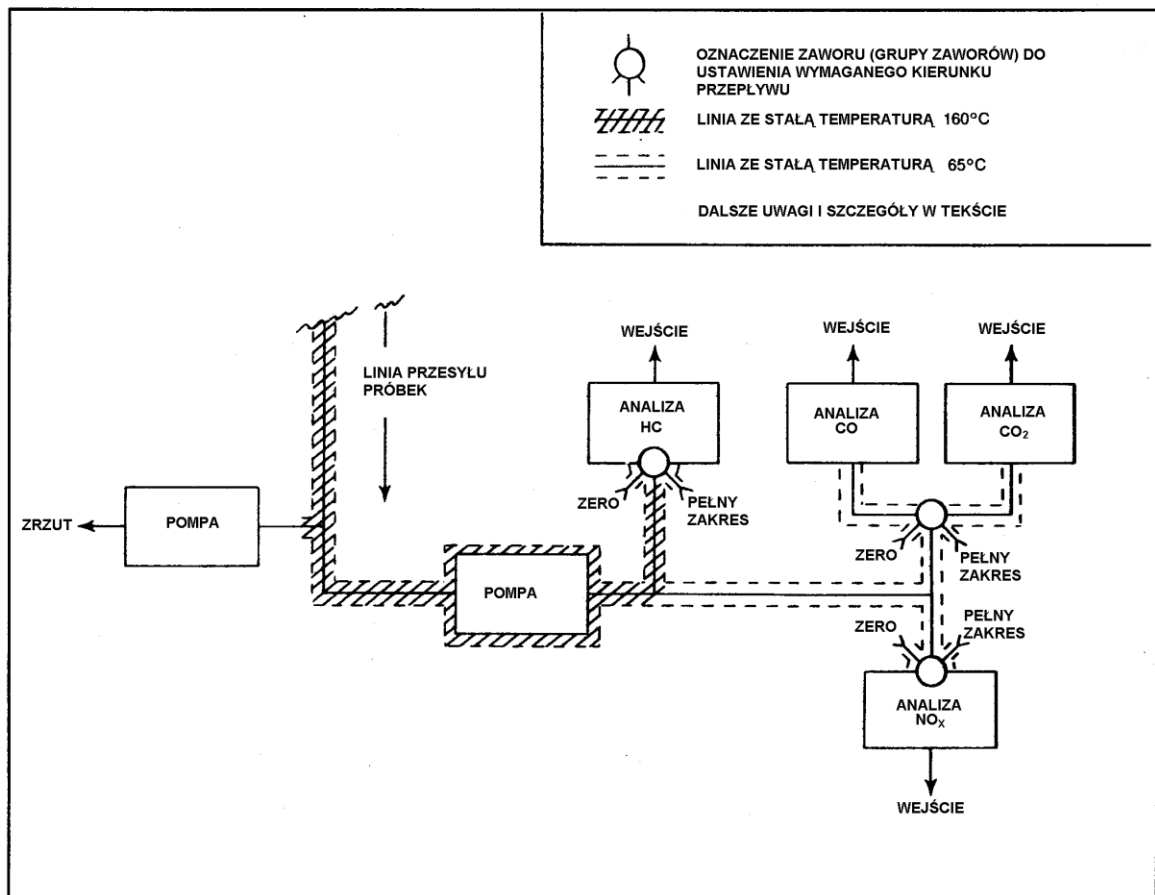 OZNACZENIE ZAWORU (GRUPY ZAWORÓW) DO
USTAWIENIA WYMAGANEGO KIERUNKU
PRZEPŁYWU
LINIA ZE STAŁĄ TEMPERATURĄ 160°C
LINIA ZE STAŁĄ TEMPERATURĄ 65°C
DALSZE UWAGI I SZCZEGÓŁY W TEKŚCIE
LINIA PRZESYŁU
PRÓBEK
WEJŚCIE
WEJŚCIE
WEJŚCIE
ANALIZA
HC
ANALIZA
CO
ANALIZA
CO₂
ZERO
PEŁNY
ZAKRES
ZRZUT
POMPA
POMPA
ZERO
PEŁNY
ZAKRES
ZERO
PEŁNY
ZAKRES
ANALIZA
NOₓ
WEJŚCIE